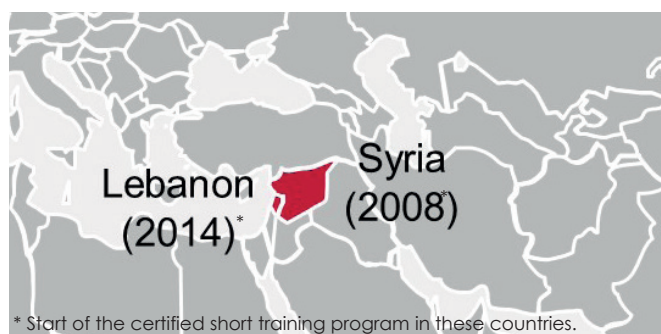 Syria
(2008*)
Lebanon
(2014)*
* Start of the certified short training program in these countries.